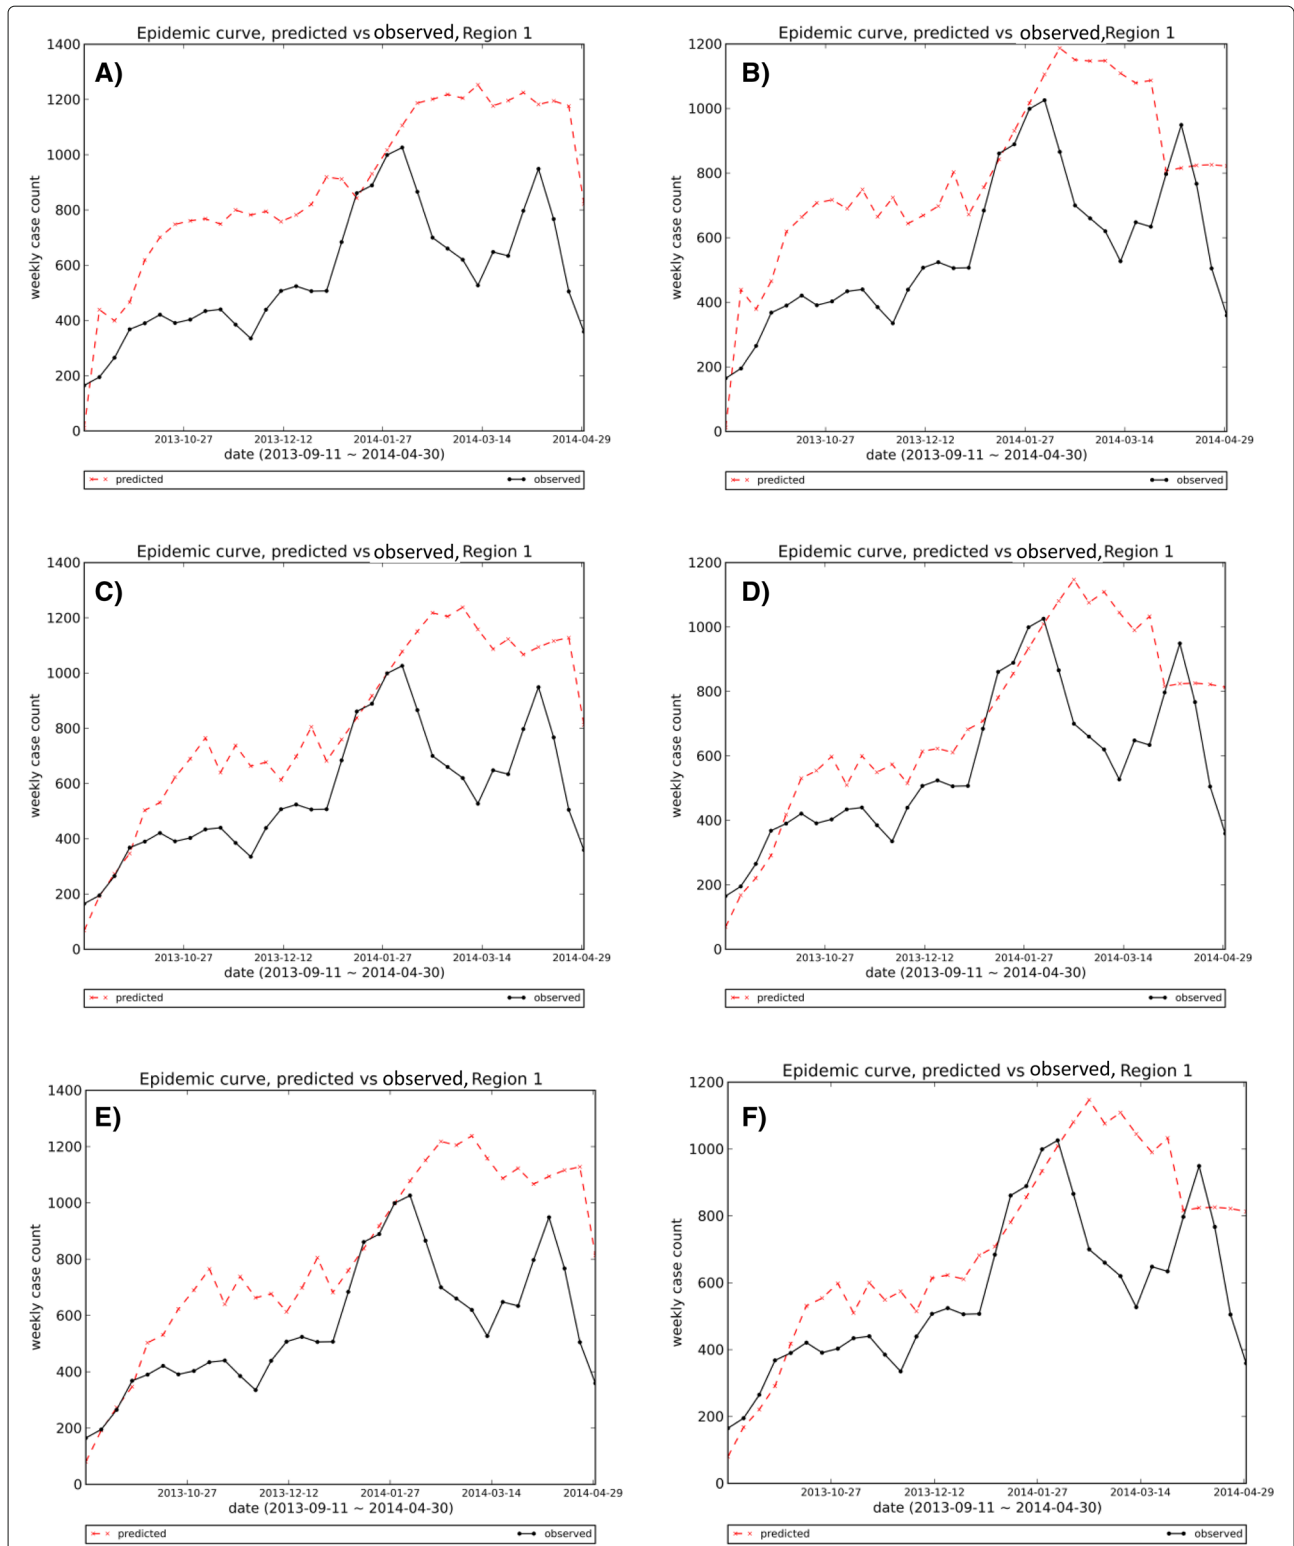 Epidemic curve, predicted vs observed, Region 1
A)
1400
1200
1000
800
600
400
200
0
weekly case count
2013-10-27 2013-12-12 2014-01-27 2014-03-14 2014-04-29
date (2013-09-11 ~ 2014-04-30)
predicted observed
Epidemic curve, predicted vs observed,Region 1
B)
1200
1000
800
600
400
200
0
weekly case count
2013-10-27 2013-12-12 2014-01-27 2014-03-14 2014-04-29
date (2013-09-11 ~ 2014-04-30)
predicted observed
Epidemic curve, predicted vs observed, Region 1
C)
1400
1200
1000
800
600
400
200
0
weekly case count
2013-10-27 2013-12-12 2014-01-27 2014-03-14 2014-04-29
date (2013-09-11 ~ 2014-04-30)
predicted observed
Epidemic curve, predicted vs observed, Region 1
D)
1200
1000
800
600
400
200
0
weekly case count
2013-10-27 2013-12-12 2014-01-27 2014-03-14 2014-04-29
date (2013-09-11 ~ 2014-04-30)
predicted observed
Epidemic curve, predicted vs observed, Region 1
E)
1400
1200
1000
800
600
400
200
0
weekly case count
2013-10-27 2013-12-12 2014-01-27 2014-03-14 2014-04-29
date (2013-09-11 ~ 2014-04-30)
predicted observed
Epidemic curve, predicted vs observed, Region 1
F)
1200
1000
800
600
400
200
0
weekly case count
2013-10-27 2013-12-12 2014-01-27 2014-03-14 2014-04-29
date (2013-09-11 ~ 2014-04-30)
predicted observed